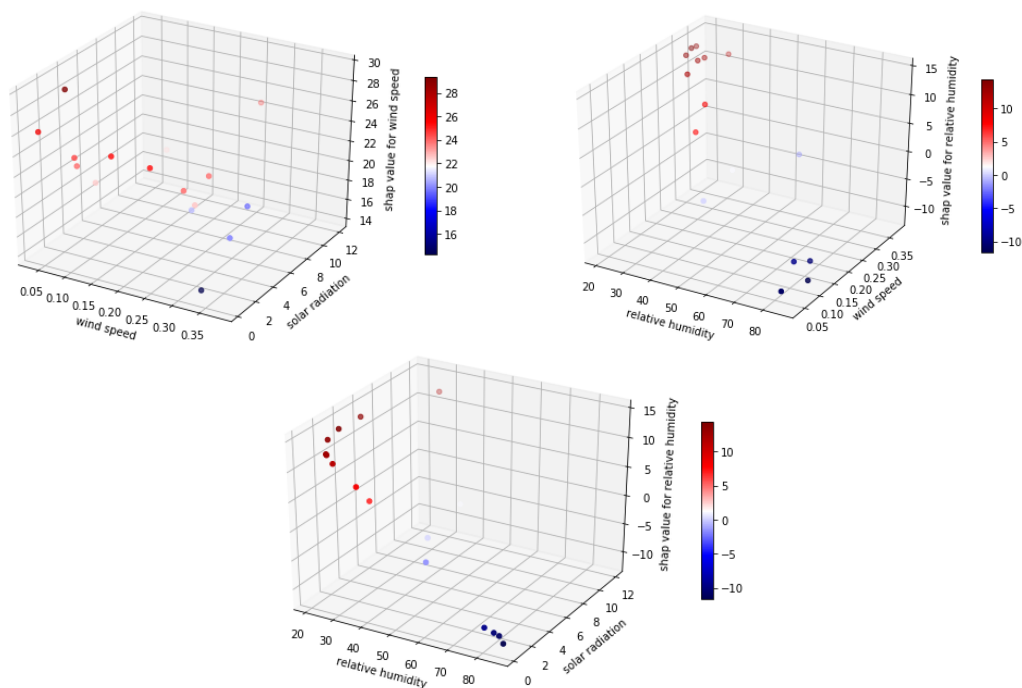 30
28
26
24
22
20
18
16
14
shap value for wind speed
28
26
24
22
20
18
16
0.05 0.10 0.15 0.20 0.25 0.30 0.35
wind speed
0 2 4 6 8 10 12
solar radiation
15
10
5
0
−5
−10
shap value for relative humidity
10
5
0
−5
−10
20 30 40 50 60 70 80
relative humidity
0.05 0.10 0.15 0.20 0.25 0.30 0.35
wind speed
15
10
5
0
−5
−10
shap value for relative humidity
10
5
0
−5
−10
20 30 40 50 60 70 80
relative humidity
0 2 4 6 8 10 12
solar radiation